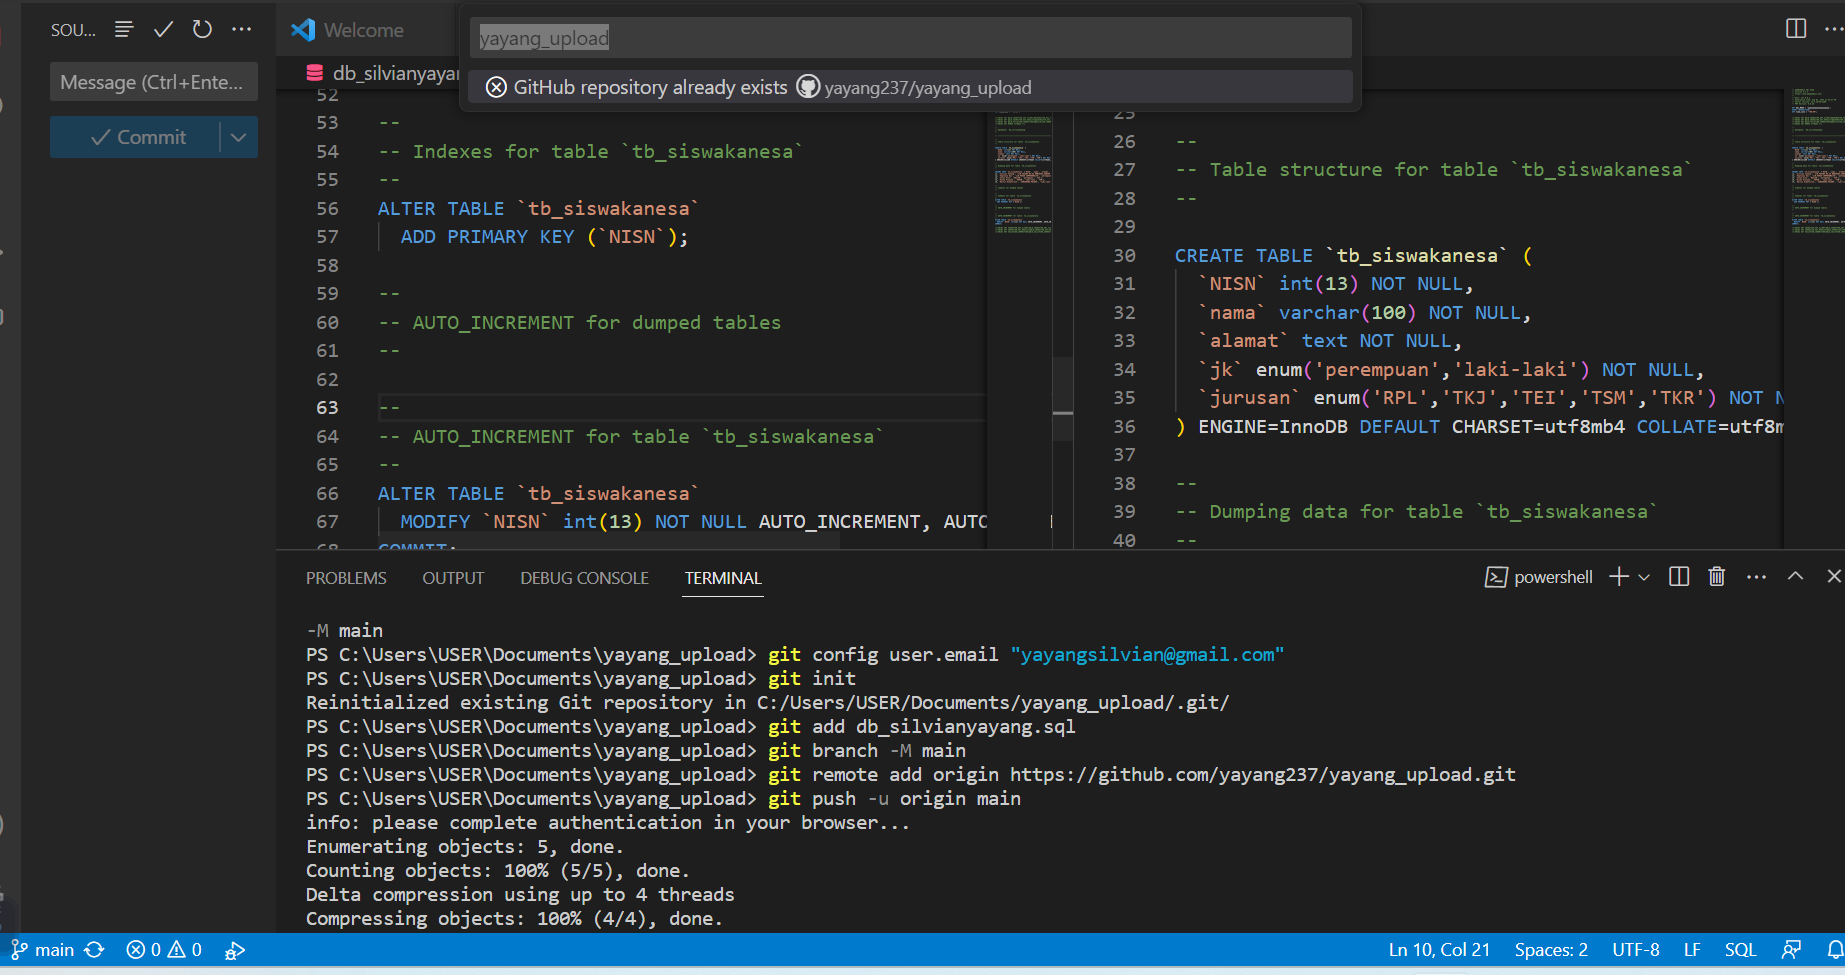 SOU...
Message (Ctrl+Ente...
Commit
Welcome
yayang_upload
GitHub repository already exists yayang237/yayang_upload
52
53 --
54 -- Indexes for table `tb_siswakanesa`
55 --
56 ALTER TABLE `tb_siswakanesa`
57 ADD PRIMARY KEY (`NISN`);
58
59 --
60 -- AUTO_INCREMENT for dumped tables
61 --
62
63 --
64 -- AUTO_INCREMENT for table `tb_siswakanesa`
65 --
66 ALTER TABLE `tb_siswakanesa`
67 MODIFY `NISN` int(13) NOT NULL AUTO_INCREMENT,
68 COMMIT;
25
26 --
27 -- Table structure for table `tb_siswakanesa`
28 --
29
30 CREATE TABLE `tb_siswakanesa` (
31 `NISN` int(13) NOT NULL,
32 `nama` varchar(100) NOT NULL,
33 `alamat` text NOT NULL,
34 `jk` enum('perempuan','laki-laki') NOT NULL,
35 `jurusan` enum('RPL','TKJ','TEI','TSM','TKR') NOT
36 ) ENGINE=InnoDB DEFAULT CHARSET=utf8mb4
37
38 --
39 -- Dumping data for table `tb_siswakanesa`
40 --
PROBLEMS OUTPUT DEBUG CONSOLE TERMINAL
powershell
-M main
PS C:\Users\USER\Documents\yayang_upload> git config user.email "yayangsilvian@gmail.com"
PS C:\Users\USER\Documents\yayang_upload> git init
Reinitialized existing Git repository in C:/Users/USER/Documents/yayang_upload/.git/
PS C:\Users\USER\Documents\yayang_upload> git add db_silvianyayang.sql
PS C:\Users\USER\Documents\yayang_upload> git branch -M main
PS C:\Users\USER\Documents\yayang_upload> git remote add origin https://github.com/yayang237/yayang_upload.git
PS C:\Users\USER\Documents\yayang_upload> git push -u origin main
info: please complete authentication in your browser...
Enumerating objects: 5, done.
Counting objects: 100% (5/5), done.
Delta compression using up to 4 threads
Compressing objects: 100% (4/4), done.
main 0 0 Ln 10, Col 21 Spaces: 2 UTF-8 LF SQL